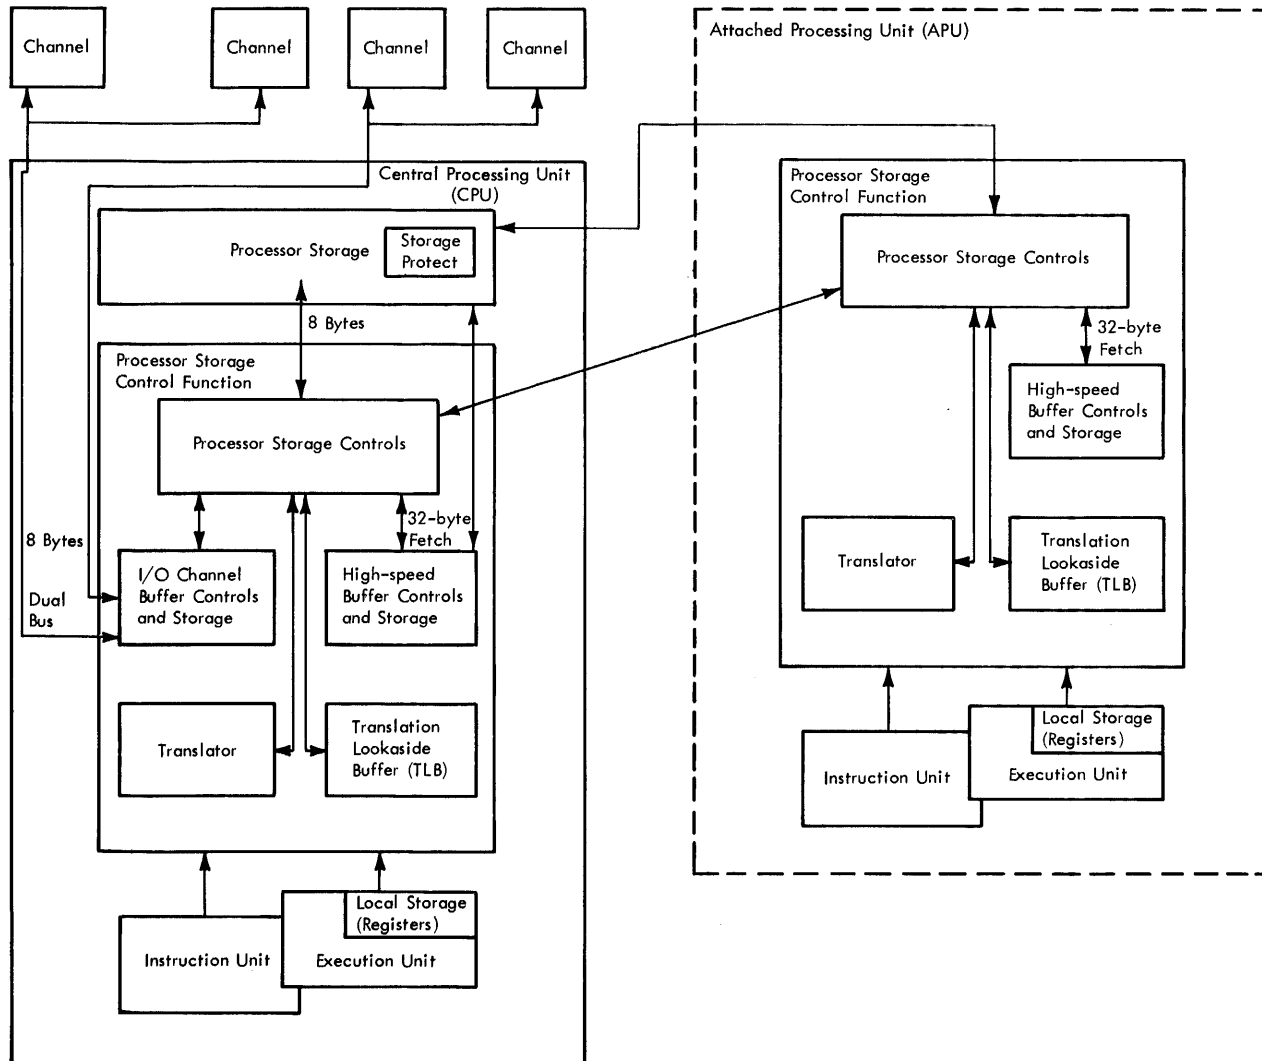 Channel
Channel
Channel
Channel
Central Processing Unit
(CPU)
Processor Storage
Storage
Protect
8 Bytes
Processor Storage
Control Function
Processor Storage Controls
32-byte
Fetch
8 Bytes
Dual
Bus
I/O Channel
Buffer Controls
and Storage
High-speed
Buffer Controls
and Storage
Translator
Translation
Lookaside
Buffer (TLB)
Local Storage
(Registers)
Instruction Unit
Execution Unit
Attached Processing Unit (APU)
Processor Storage
Control Function
Processor Storage Controls
32-byte
Fetch
High-speed
Buffer Controls
and Storage
Translator
Translation
Lookaside
Buffer (TLB)
Local Storage
(Registers)
Instruction Unit
Execution Unit